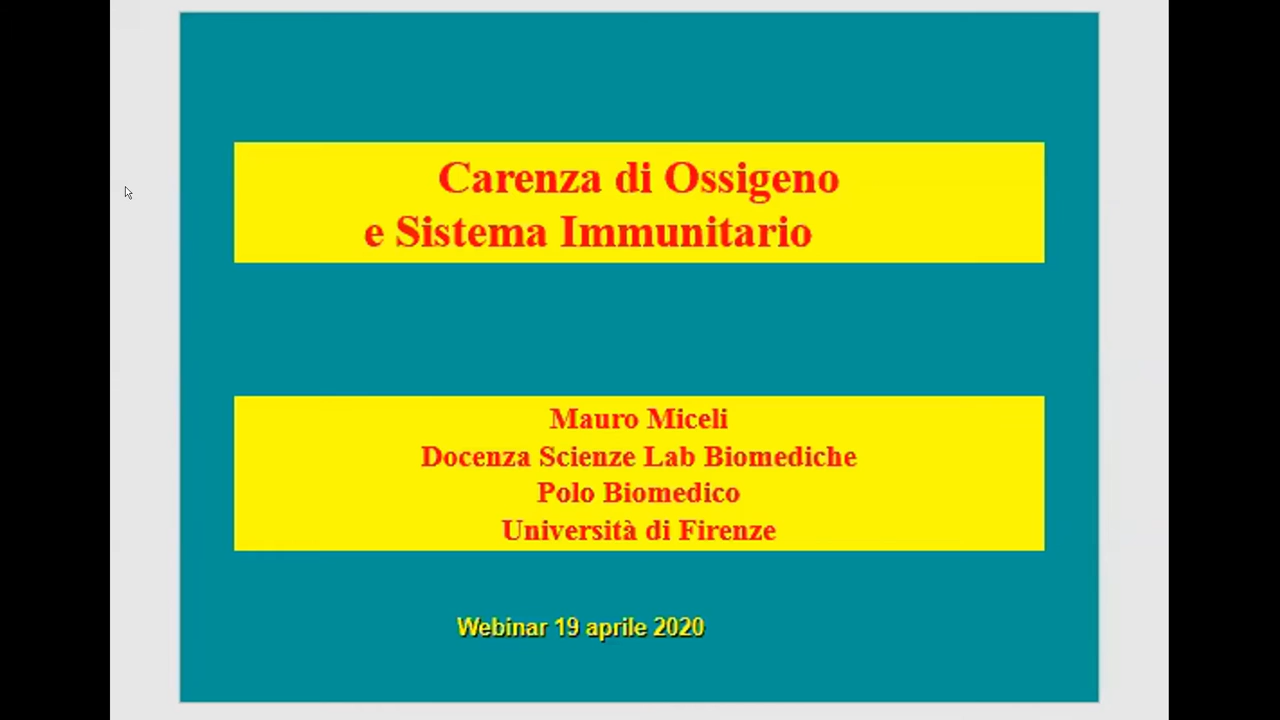 Carenza di Ossigeno
e Sistema Immunitario
Mauro Miceli
Docenza Scienze Lab Biomediche
Polo Biomedico
Università di Firenze
Webinar 19 aprile 2020